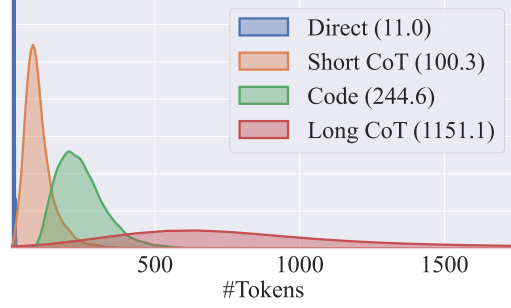 Direct (11.0)
Short CoT (100.3)
Code (244.6)
Long CoT (1151.1)
500 1000 1500
#Tokens